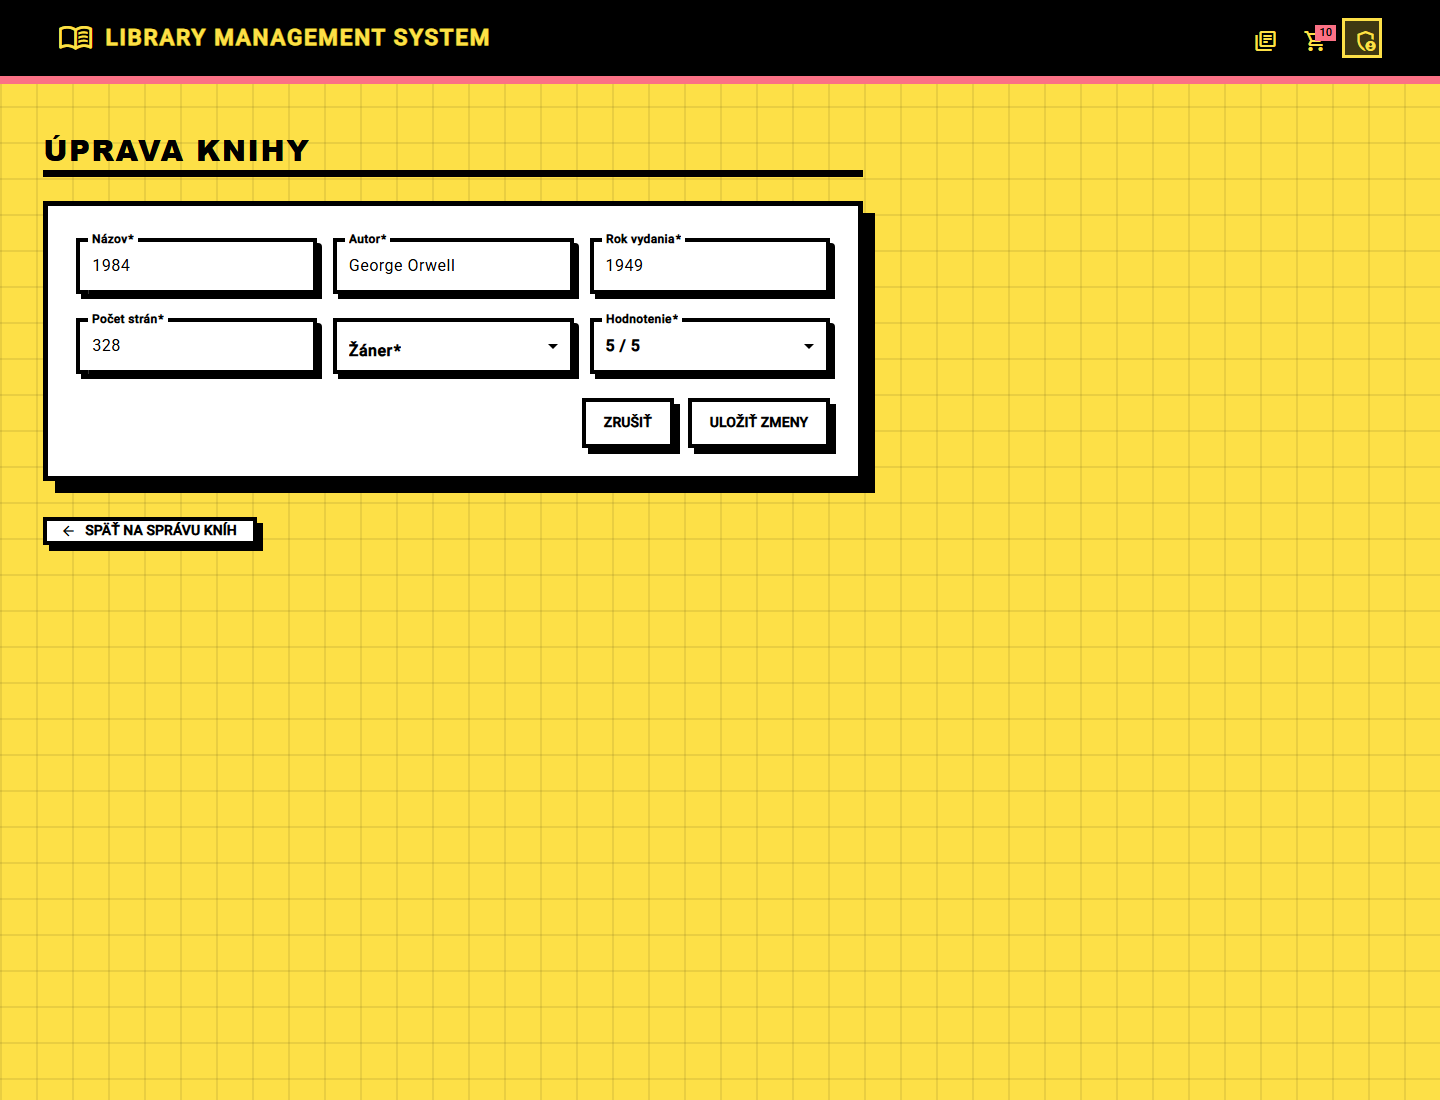 LIBRARY MANAGEMENT SYSTEM
10
ÚPRAVA KNIHY
Názov*
1984
Autor*
George Orwell
Rok vydania*
1949
Počet strán*
328
Žáner*
Hodnotenie*
5 / 5
ZRUŠIŤ
ULOŽIŤ ZMENY
SPÄŤ NA SPRÁVU KNÍH